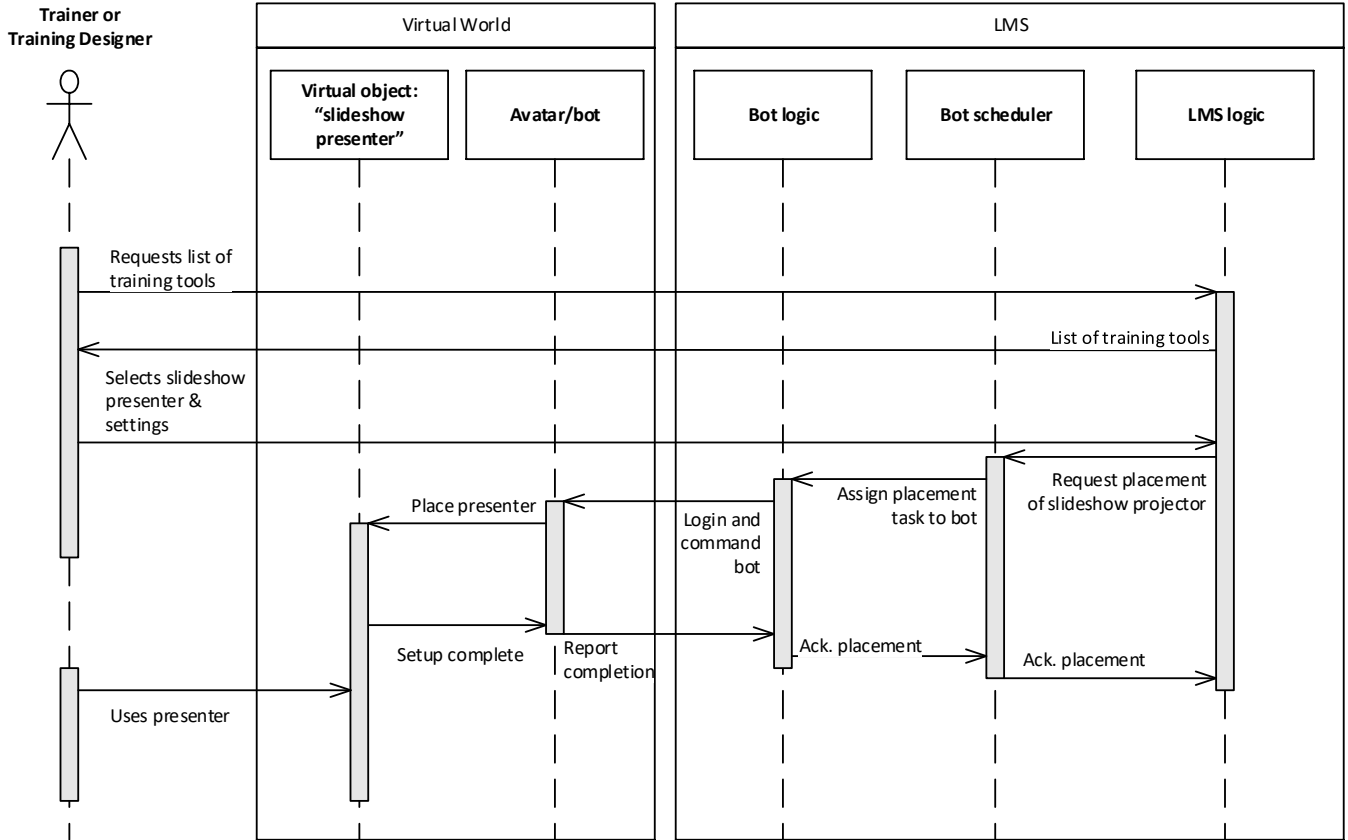 Trainer or
Training Designer
Virtual World
LMS
Virtual object:
“slideshow
presenter”
Avatar/bot
Bot logic
Bot scheduler
LMS logic
Requests list of
training tools
List of training tools
Selects slideshow
presenter &
settings
Request placement
of slideshow projector
Assign placement
task to bot
Login and
command
bot
Place presenter
Setup complete
Report
completion
Ack. placement
Ack. placement
Uses presenter